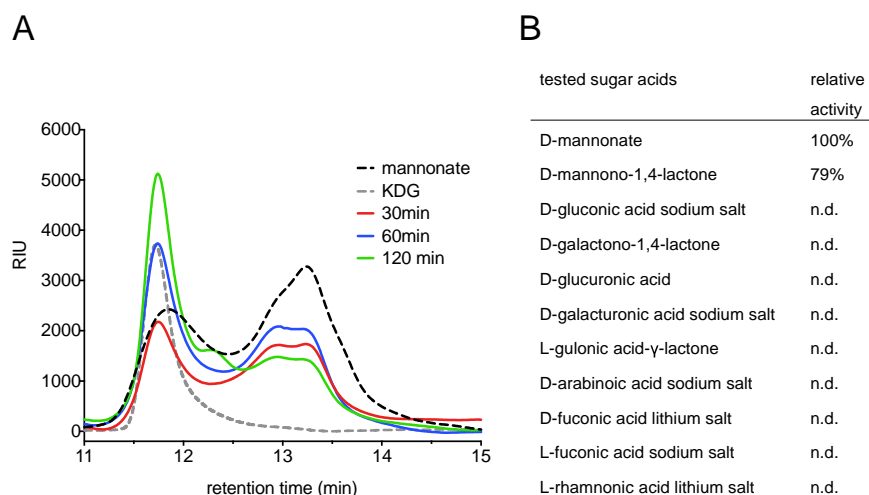 A
B
6000
5000
4000
3000
2000
1000
0
RIU
11
12
13
14
15
retention time (min)
mannonate
KDG
30min
60min
120 min
tested sugar acids relative
activity
D-mannonate 100%
D-mannono-1,4-lactone 79%
D-gluconic acid sodium salt n.d.
D-galactono-1,4-lactone n.d.
D-glucuronic acid n.d.
D-galacturonic acid sodium salt n.d.
L-gulonic acid-γ-lactone n.d.
D-arabinoic acid sodium salt n.d.
D-fuconic acid lithium salt n.d.
L-fuconic acid sodium salt n.d.
L-rhamnonic acid lithium salt n.d.